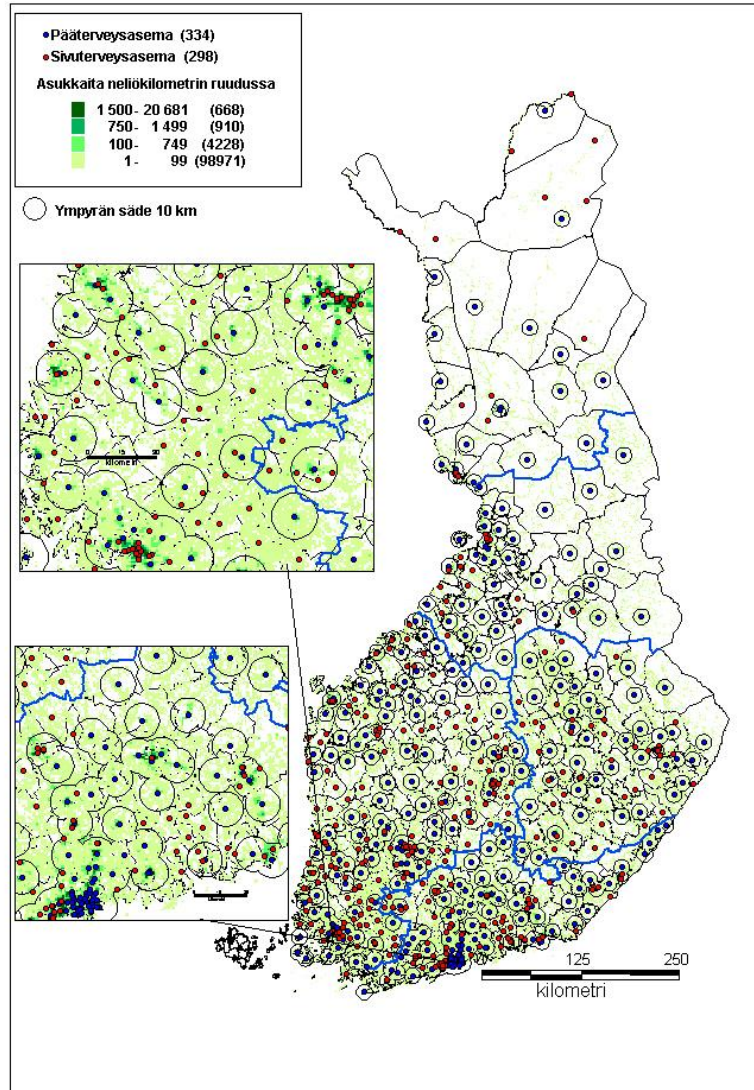 Pääterveysasema (334)
Sivuterveysasema (298)
Asukkaita neliökilometrin ruudussa
1 500 - 20 681 (668)
750 - 1 499 (910)
100 - 749 (4228)
1 - 99 (98971)
Ympyrän säde 10 km
kilometri
125 250
kilometri